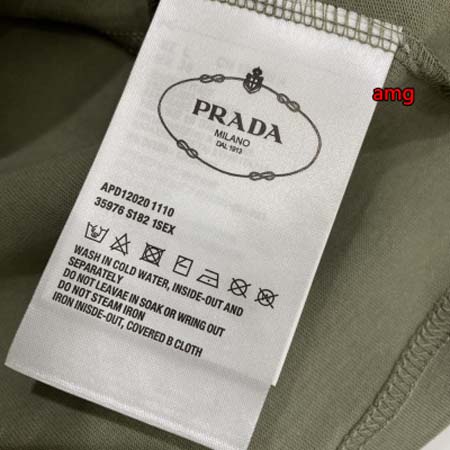 amg
PRADA
MILANO
DAL 1913
APD12020 1110
35976 S182 1SEX
WASH IN COLD WATER, INSIDE-OUT AND
SEPARATELY
DO NOT LEAVAE IN SOAK OR WRING OUT
DO NOT STEAM IRON
IRON INISDE-OUT, COVERED B CLOTH